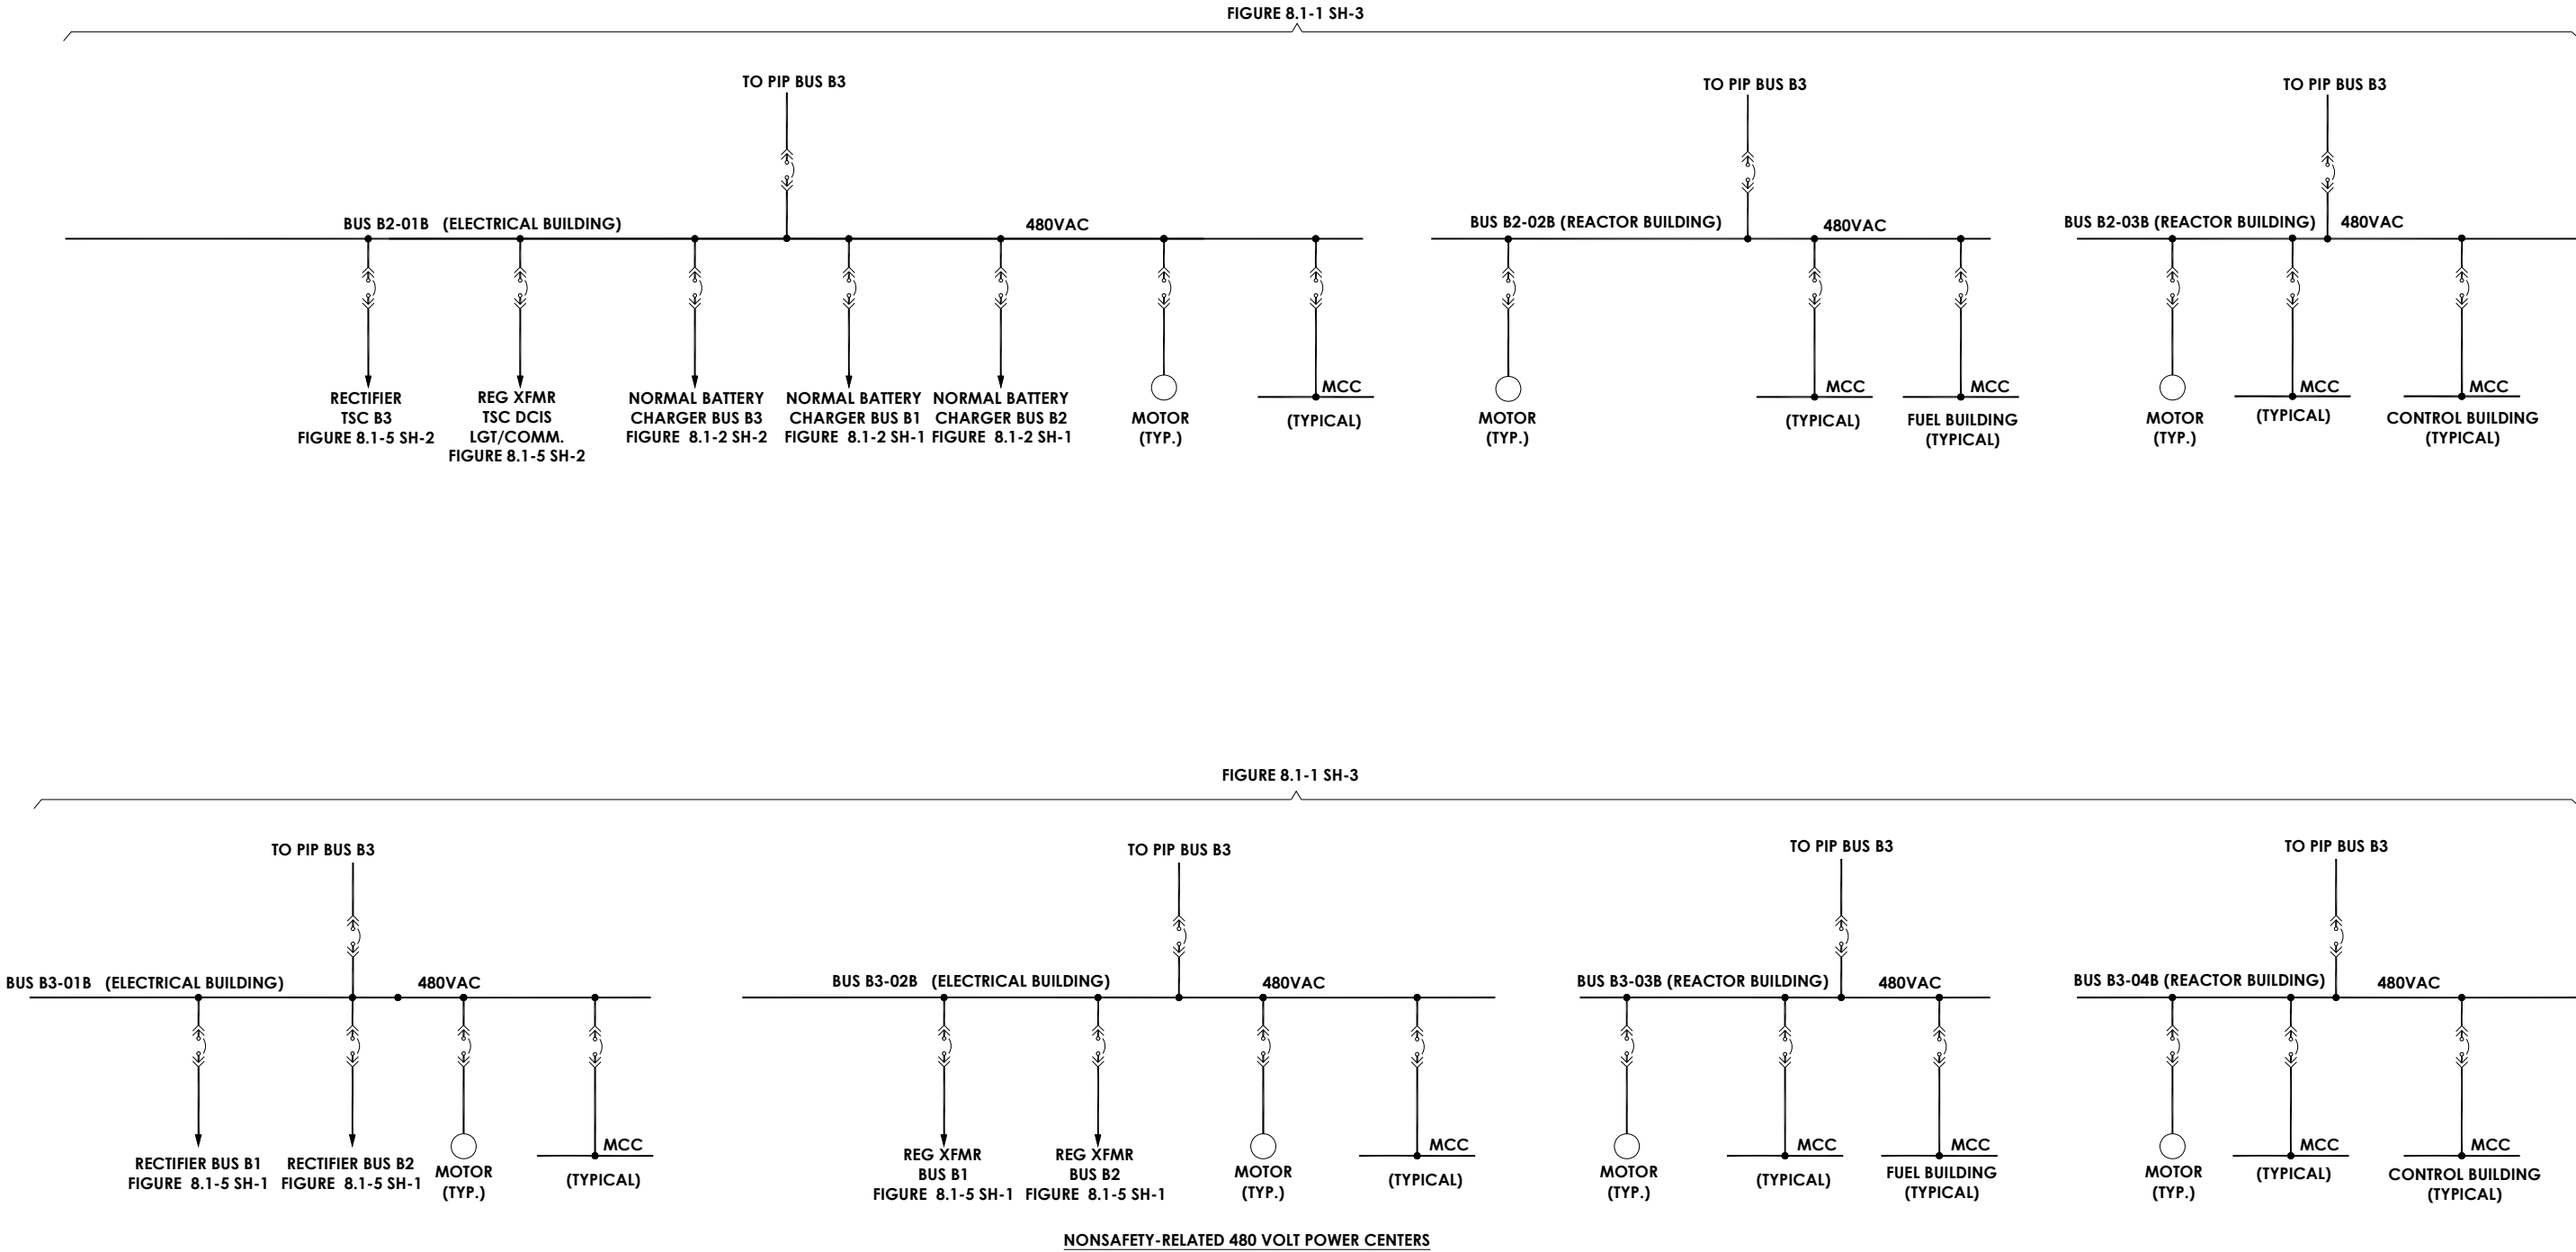 FIGURE 8.1-1 SH-3
TO PIP BUS B3
TO PIP BUS B3
TO PIP BUS B3
BUS B2-01B (ELECTRICAL BUILDING)
480VAC
BUS B2-02B (REACTOR BUILDING)
480VAC
BUS B2-03B (REACTOR BUILDING)
480VAC
RECTIFIER
TSC B3
FIGURE 8.1-5 SH-2
REG XFMR
TSC DCIS
LGT/COMM.
FIGURE 8.1-5 SH-2
NORMAL BATTERY
CHARGER BUS B3
FIGURE 8.1-2 SH-2
NORMAL BATTERY
CHARGER BUS B1
FIGURE 8.1-2 SH-1
NORMAL BATTERY
CHARGER BUS B2
FIGURE 8.1-2 SH-1
MOTOR
(TYP.)
MCC
(TYPICAL)
MOTOR
(TYP.)
MCC
(TYPICAL)
MCC
FUEL BUILDING
(TYPICAL)
MOTOR
(TYP.)
MCC
(TYPICAL)
MCC
CONTROL BUILDING
(TYPICAL)
FIGURE 8.1-1 SH-3
TO PIP BUS B3
TO PIP BUS B3
TO PIP BUS B3
TO PIP BUS B3
BUS B3-01B (ELECTRICAL BUILDING)
480VAC
BUS B3-02B (ELECTRICAL BUILDING)
480VAC
BUS B3-03B (REACTOR BUILDING)
480VAC
BUS B3-04B (REACTOR BUILDING)
480VAC
RECTIFIER BUS B1
FIGURE 8.1-5 SH-1
RECTIFIER BUS B2
FIGURE 8.1-5 SH-1
MOTOR
(TYP.)
MCC
(TYPICAL)
REG XFMR
BUS B1
FIGURE 8.1-5 SH-1
REG XFMR
BUS B2
FIGURE 8.1-5 SH-1
MOTOR
(TYP.)
MCC
(TYPICAL)
MOTOR
(TYP.)
MCC
(TYPICAL)
MCC
FUEL BUILDING
(TYPICAL)
MOTOR
(TYP.)
MCC
(TYPICAL)
MCC
CONTROL BUILDING
(TYPICAL)
NONSAFETY-RELATED 480 VOLT POWER CENTERS